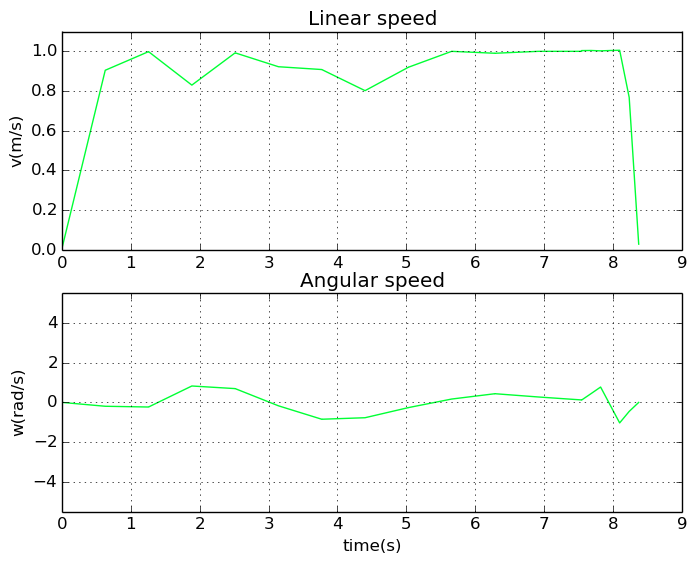 Linear speed
v(m/s)
1.0
0.8
0.6
0.4
0.2
0.0
0 1 2 3 4 5 6 7 8 9
Angular speed
w(rad/s)
4
2
0
−2
−4
0 1 2 3 4 5 6 7 8 9
time(s)